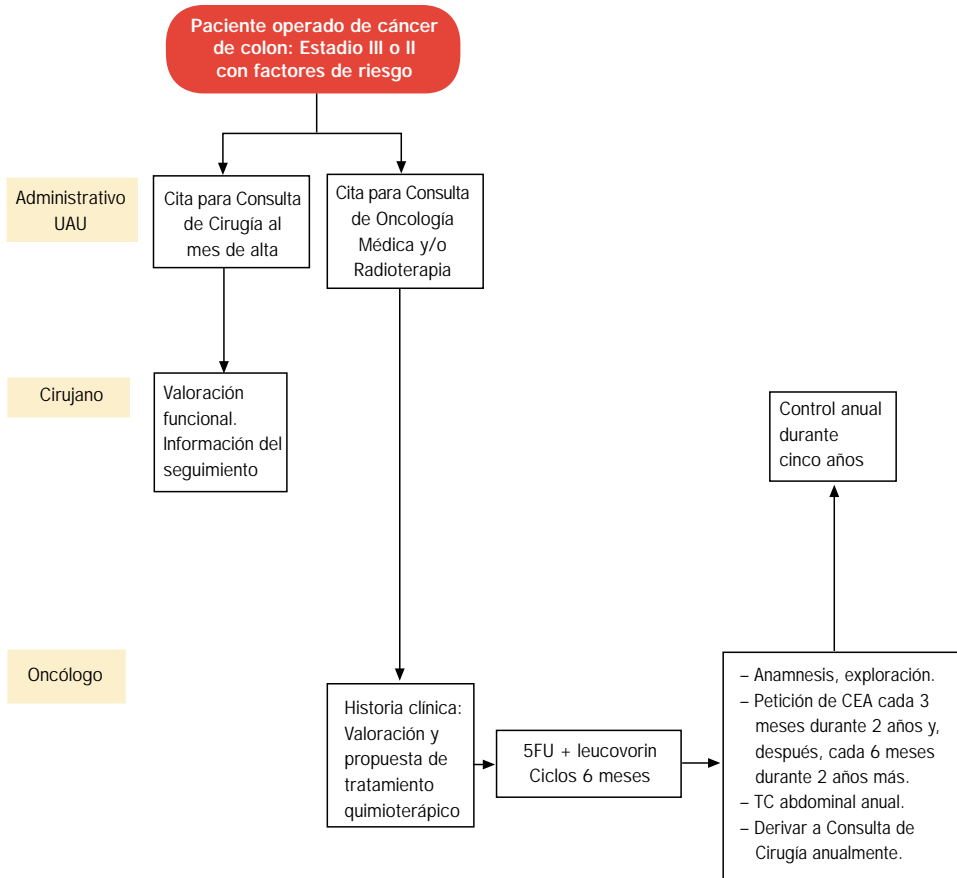 Paciente operado de cáncer
de colon: Estadio III o II
con factores de riesgo
Administrativo
UAU
Cita para Consulta
de Cirugía al
mes de alta
Cita para Consulta
de Oncología
Médica y/o
Radioterapia
Cirujano
Valoración
funcional.
Información del
seguimiento
Control anual
durante
cinco años
Oncólogo
Historia clínica:
Valoración y
propuesta de
tratamiento
quimioterápico
5FU + leucovorin
Ciclos 6 meses
– Anamnesis, exploración.
– Petición de CEA cada 3
meses durante 2 años y,
después, cada 6 meses
durante 2 años más.
– TC abdominal anual.
– Derivar a Consulta de
Cirugía anualmente.